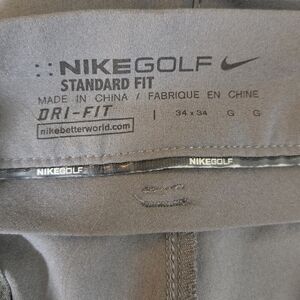 NIKEGOLF
STANDARD FIT
MADE IN CHINA / FABRIQUE EN CHINE
DRI-FIT | 34 x 34 G G
nikebetterworld.com
NIKEGOLF NIKEGOLF